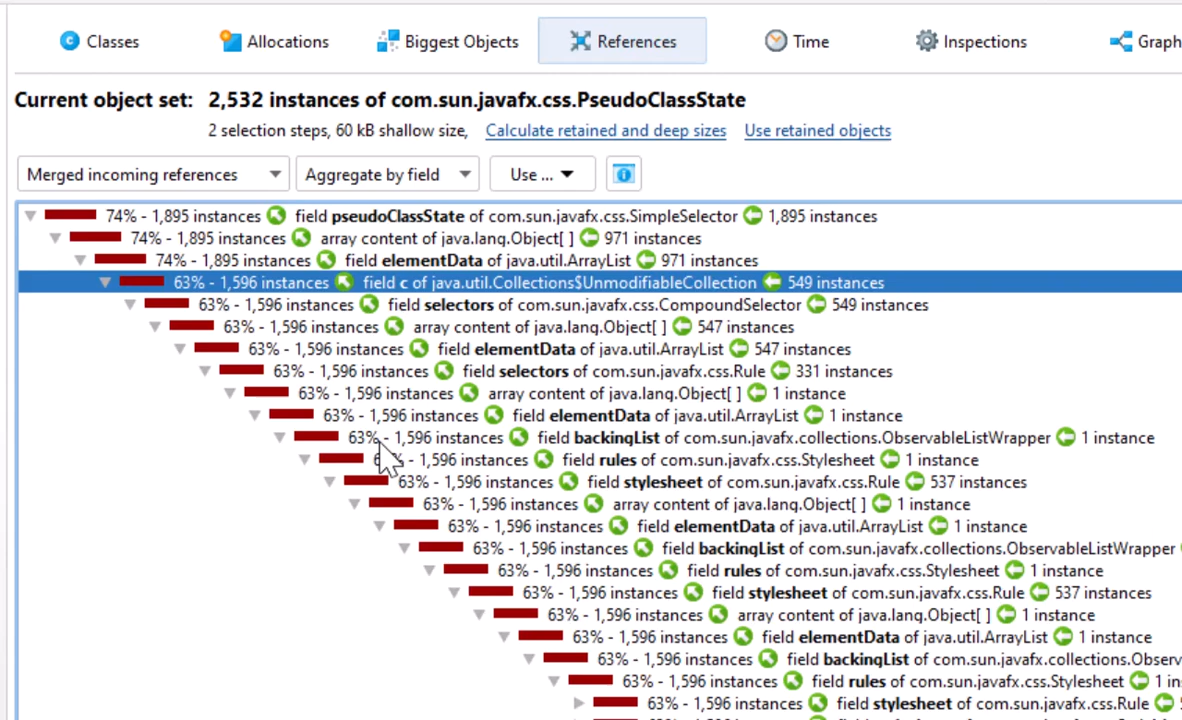 Classes Allocations Biggest Objects References Time Inspections Graph
Current object set: 2,532 instances of com.sun.javafx.css.PseudoClassState
2 selection steps, 60 kB shallow size, Calculate retained and deep sizes Use retained objects
Merged incoming references Aggregate by field Use ...
74% - 1,895 instances field pseudoClassState of com.sun.javafx.css.SimpleSelector 1,895 instances
74% - 1,895 instances array content of java.lang.Object[ ] 971 instances
74% - 1,895 instances field elementData of java.util.ArrayList 971 instances
63% - 1,596 instances field c of java.util.Collections$UnmodifiableCollection 549 instances
63% - 1,596 instances field selectors of com.sun.javafx.css.CompoundSelector 549 instances
63% - 1,596 instances array content of java.lang.Object[ ] 547 instances
63% - 1,596 instances field elementData of java.util.ArrayList 547 instances
63% - 1,596 instances field selectors of com.sun.javafx.css.Rule 331 instances
63% - 1,596 instances array content of java.lang.Object[ ] 1 instance
63% - 1,596 instances field elementData of java.util.ArrayList 1 instance
63% - 1,596 instances field backingList of com.sun.javafx.collections.ObservableListWrapper 1 instance
- 1,596 instances field rules of com.sun.javafx.css.Stylesheet 1 instance
63% - 1,596 instances field stylesheet of com.sun.javafx.css.Rule 537 instances
63% - 1,596 instances array content of java.lang.Object[ ] 1 instance
63% - 1,596 instances field elementData of java.util.ArrayList 1 instance
63% - 1,596 instances field backingList of com.sun.javafx.collections.ObservableListWrapper
63% - 1,596 instances field rules of com.sun.javafx.css.Stylesheet 1 instance
63% - 1,596 instances field stylesheet of com.sun.javafx.css.Rule 537 instances
63% - 1,596 instances array content of java.lang.Object[ ] 1 instance
63% - 1,596 instances field elementData of java.util.ArrayList 1 instance
63% - 1,596 instances field backingList of com.sun.javafx.collections.Observ
63% - 1,596 instances field rules of com.sun.javafx.css.Stylesheet 1 in
63% - 1,596 instances field stylesheet of com.sun.javafx.css.Rule